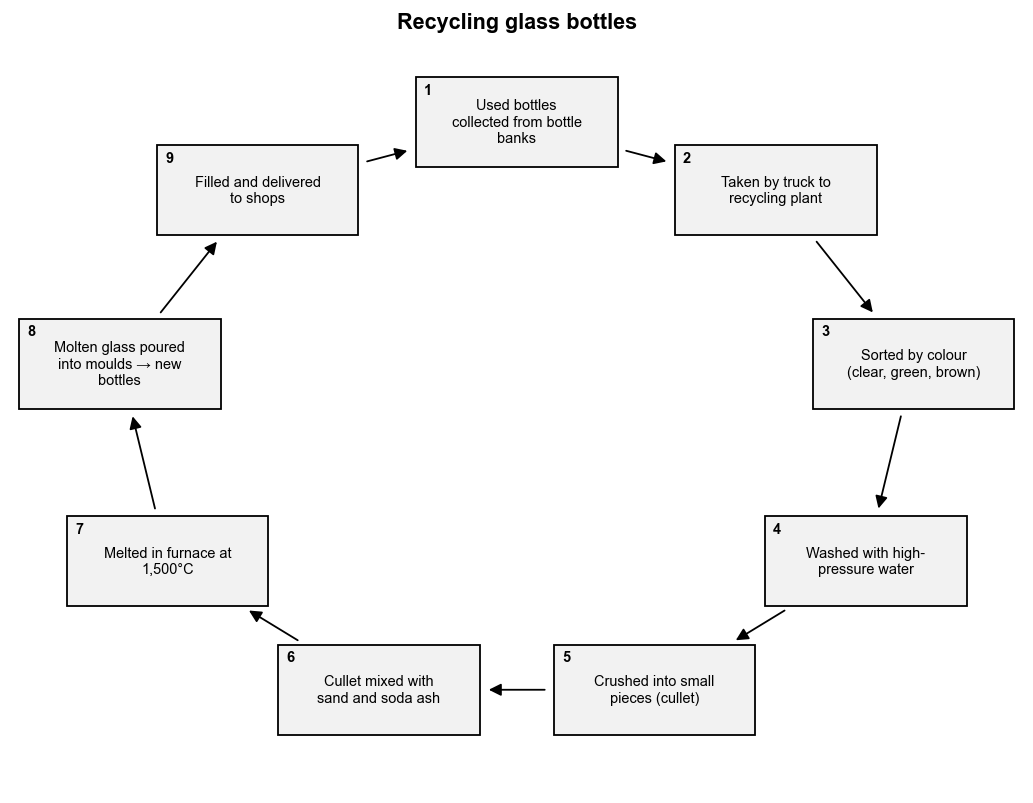 Recycling glass bottles
1
Used bottles
collected from bottle
banks
2
Taken by truck to
recycling plant
3
Sorted by colour
(clear, green, brown)
4
Washed with high-
pressure water
5
Crushed into small
pieces (cullet)
6
Cullet mixed with
sand and soda ash
7
Melted in furnace at
1,500°C
8
Molten glass poured
into moulds → new
bottles
9
Filled and delivered
to shops